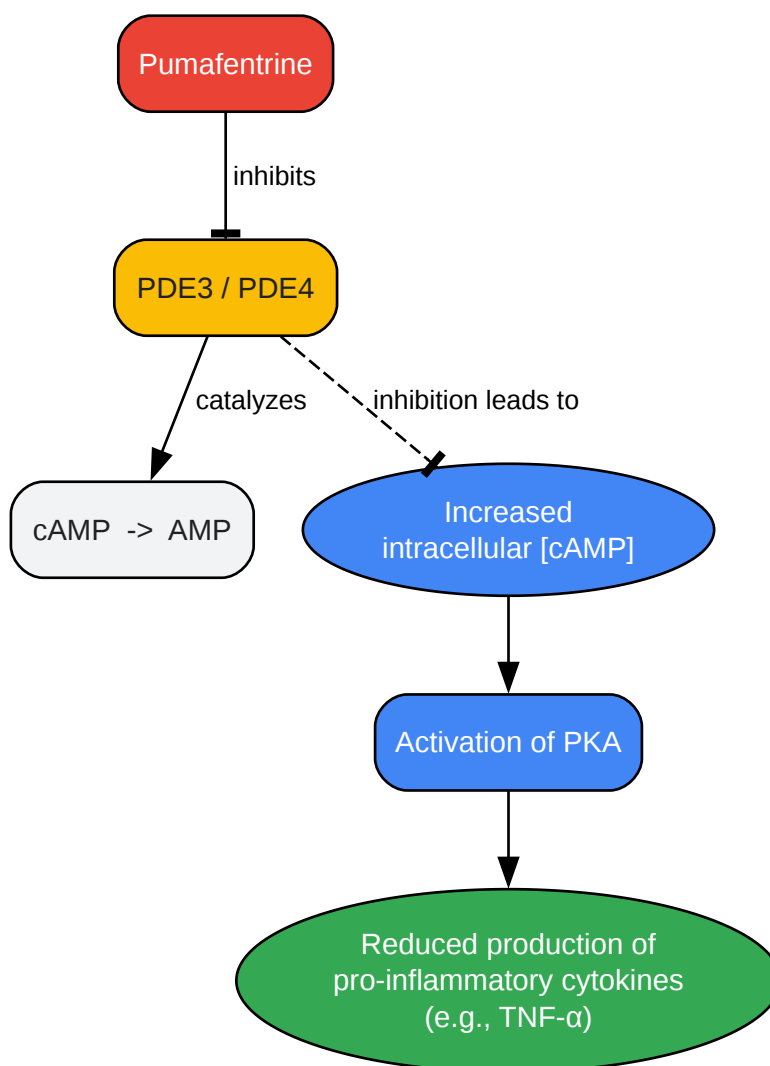 Pumafentrine
inhibits
PDE3 / PDE4
catalyzes
inhibition leads to
cAMP  ->  AMP
Increased
intracellular [cAMP]
Activation of PKA
Reduced production of
pro-inflammatory cytokines
(e.g., TNF-α)